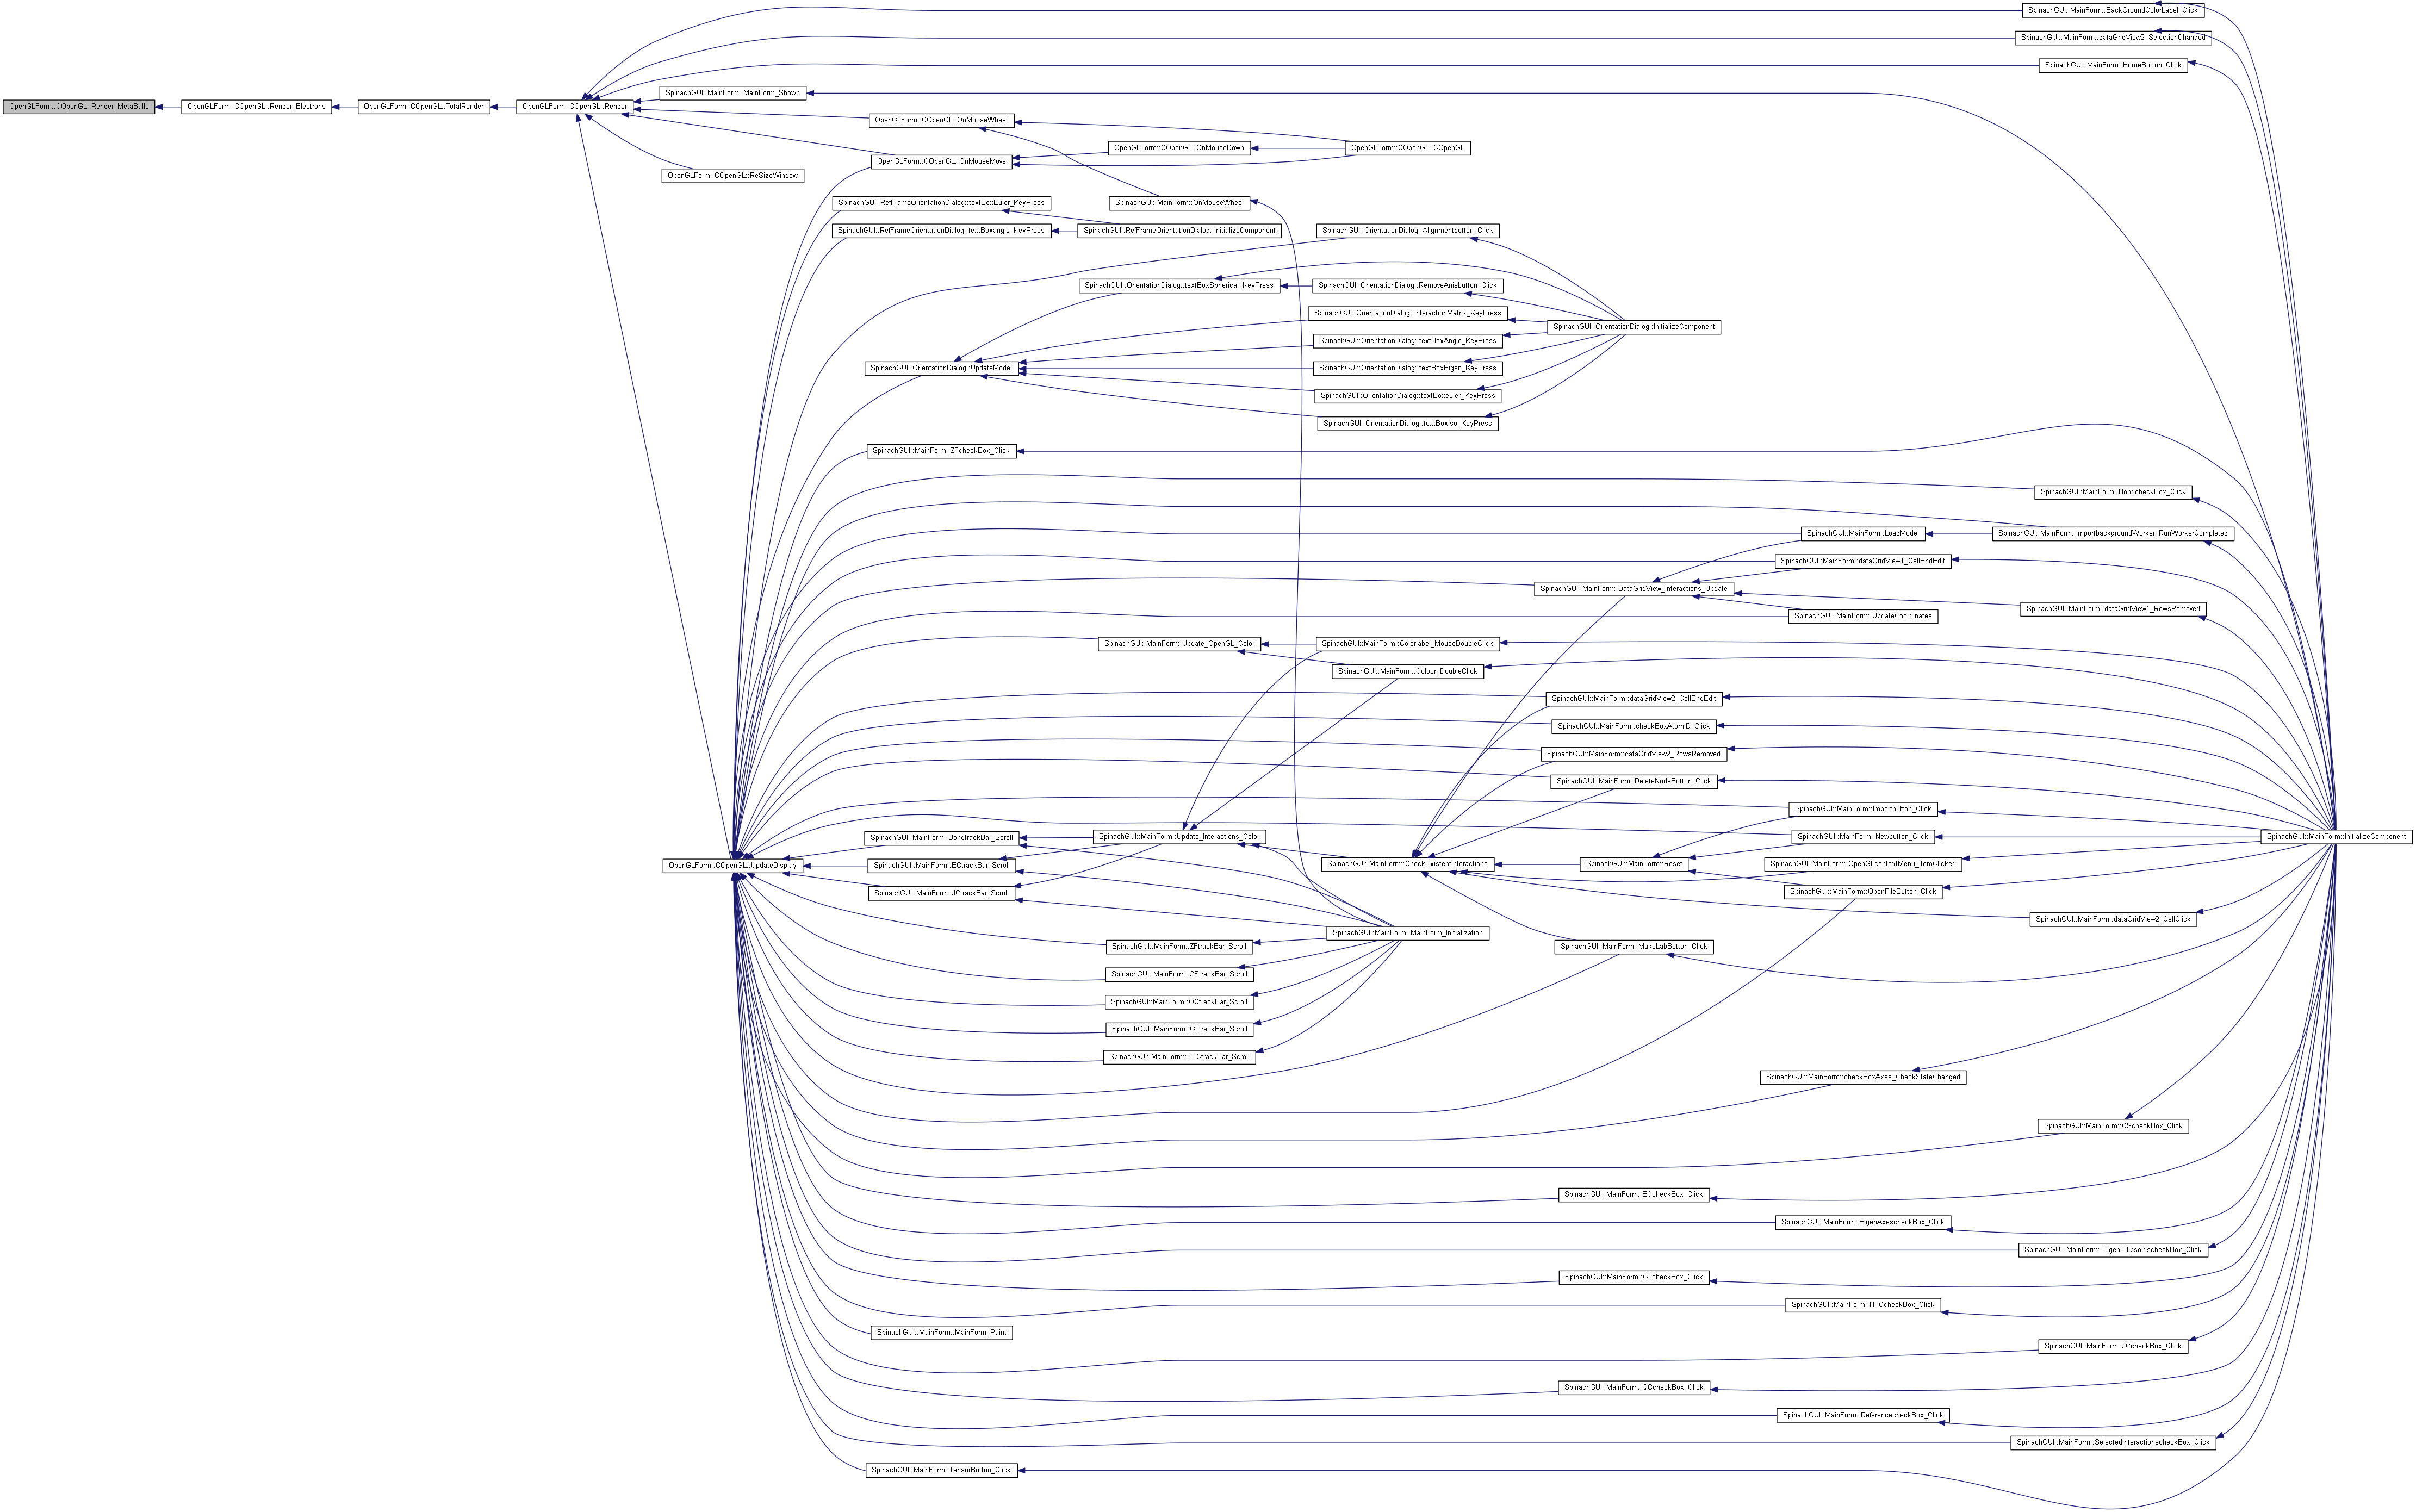 SpinachGUI::MainForm::BackGroundColorLabel_Click
SpinachGUI::MainForm::dataGridView2_SelectionChanged
SpinachGUI::MainForm::HomeButton_Click
SpinachGUI::MainForm::MainForm_Shown
OpenGLForm::COpenGL::Render_MetaBalls
OpenGLForm::COpenGL::Render_Electrons
OpenGLForm::COpenGL::TotalRender
OpenGLForm::COpenGL::Render
OpenGLForm::COpenGL::OnMouseWheel
OpenGLForm::COpenGL::OnMouseDown
OpenGLForm::COpenGL::COpenGL
OpenGLForm::COpenGL::OnMouseMove
OpenGLForm::COpenGL::ReSizeWindow
SpinachGUI::RefFrameOrientationDialog::textBoxEuler_KeyPress
SpinachGUI::MainForm::OnMouseWheel
SpinachGUI::RefFrameOrientationDialog::textBoxangle_KeyPress
SpinachGUI::RefFrameOrientationDialog::InitializeComponent
SpinachGUI::OrientationDialog::Alignmentbutton_Click
SpinachGUI::OrientationDialog::textBoxSpherical_KeyPress
SpinachGUI::OrientationDialog::RemoveAnisbutton_Click
SpinachGUI::OrientationDialog::InteractionMatrix_KeyPress
SpinachGUI::OrientationDialog::InitializeComponent
SpinachGUI::OrientationDialog::textBoxAngle_KeyPress
SpinachGUI::OrientationDialog::UpdateModel
SpinachGUI::OrientationDialog::textBoxEigen_KeyPress
SpinachGUI::OrientationDialog::textBoxeuler_KeyPress
SpinachGUI::OrientationDialog::textBoxIso_KeyPress
SpinachGUI::MainForm::ZFcheckBox_Click
SpinachGUI::MainForm::BondcheckBox_Click
SpinachGUI::MainForm::LoadModel
SpinachGUI::MainForm::ImportbackgroundWorker_RunWorkerCompleted
SpinachGUI::MainForm::dataGridView1_CellEndEdit
SpinachGUI::MainForm::DataGridView_Interactions_Update
SpinachGUI::MainForm::dataGridView1_RowsRemoved
SpinachGUI::MainForm::UpdateCoordinates
SpinachGUI::MainForm::Update_OpenGL_Color
SpinachGUI::MainForm::Colorlabel_MouseDoubleClick
SpinachGUI::MainForm::Colour_DoubleClick
SpinachGUI::MainForm::dataGridView2_CellEndEdit
SpinachGUI::MainForm::checkBoxAtomID_Click
SpinachGUI::MainForm::dataGridView2_RowsRemoved
SpinachGUI::MainForm::DeleteNodeButton_Click
SpinachGUI::MainForm::Importbutton_Click
SpinachGUI::MainForm::BondtrackBar_Scroll
SpinachGUI::MainForm::Update_Interactions_Color
SpinachGUI::MainForm::Newbutton_Click
SpinachGUI::MainForm::InitializeComponent
OpenGLForm::COpenGL::UpdateDisplay
SpinachGUI::MainForm::ECtrackBar_Scroll
SpinachGUI::MainForm::CheckExistentInteractions
SpinachGUI::MainForm::Reset
SpinachGUI::MainForm::OpenGLcontextMenu_ItemClicked
SpinachGUI::MainForm::JCtrackBar_Scroll
SpinachGUI::MainForm::OpenFileButton_Click
SpinachGUI::MainForm::dataGridView2_CellClick
SpinachGUI::MainForm::MainForm_Initialization
SpinachGUI::MainForm::ZFtrackBar_Scroll
SpinachGUI::MainForm::MakeLabButton_Click
SpinachGUI::MainForm::CStrackBar_Scroll
SpinachGUI::MainForm::QCtrackBar_Scroll
SpinachGUI::MainForm::GTtrackBar_Scroll
SpinachGUI::MainForm::HFCtrackBar_Scroll
SpinachGUI::MainForm::checkBoxAxes_CheckStateChanged
SpinachGUI::MainForm::CScheckBox_Click
SpinachGUI::MainForm::ECcheckBox_Click
SpinachGUI::MainForm::EigenAxescheckBox_Click
SpinachGUI::MainForm::EigenEllipsoidscheckBox_Click
SpinachGUI::MainForm::GTcheckBox_Click
SpinachGUI::MainForm::HFCcheckBox_Click
SpinachGUI::MainForm::MainForm_Paint
SpinachGUI::MainForm::JCcheckBox_Click
SpinachGUI::MainForm::QCcheckBox_Click
SpinachGUI::MainForm::ReferencecheckBox_Click
SpinachGUI::MainForm::SelectedInteractionscheckBox_Click
SpinachGUI::MainForm::TensorButton_Click